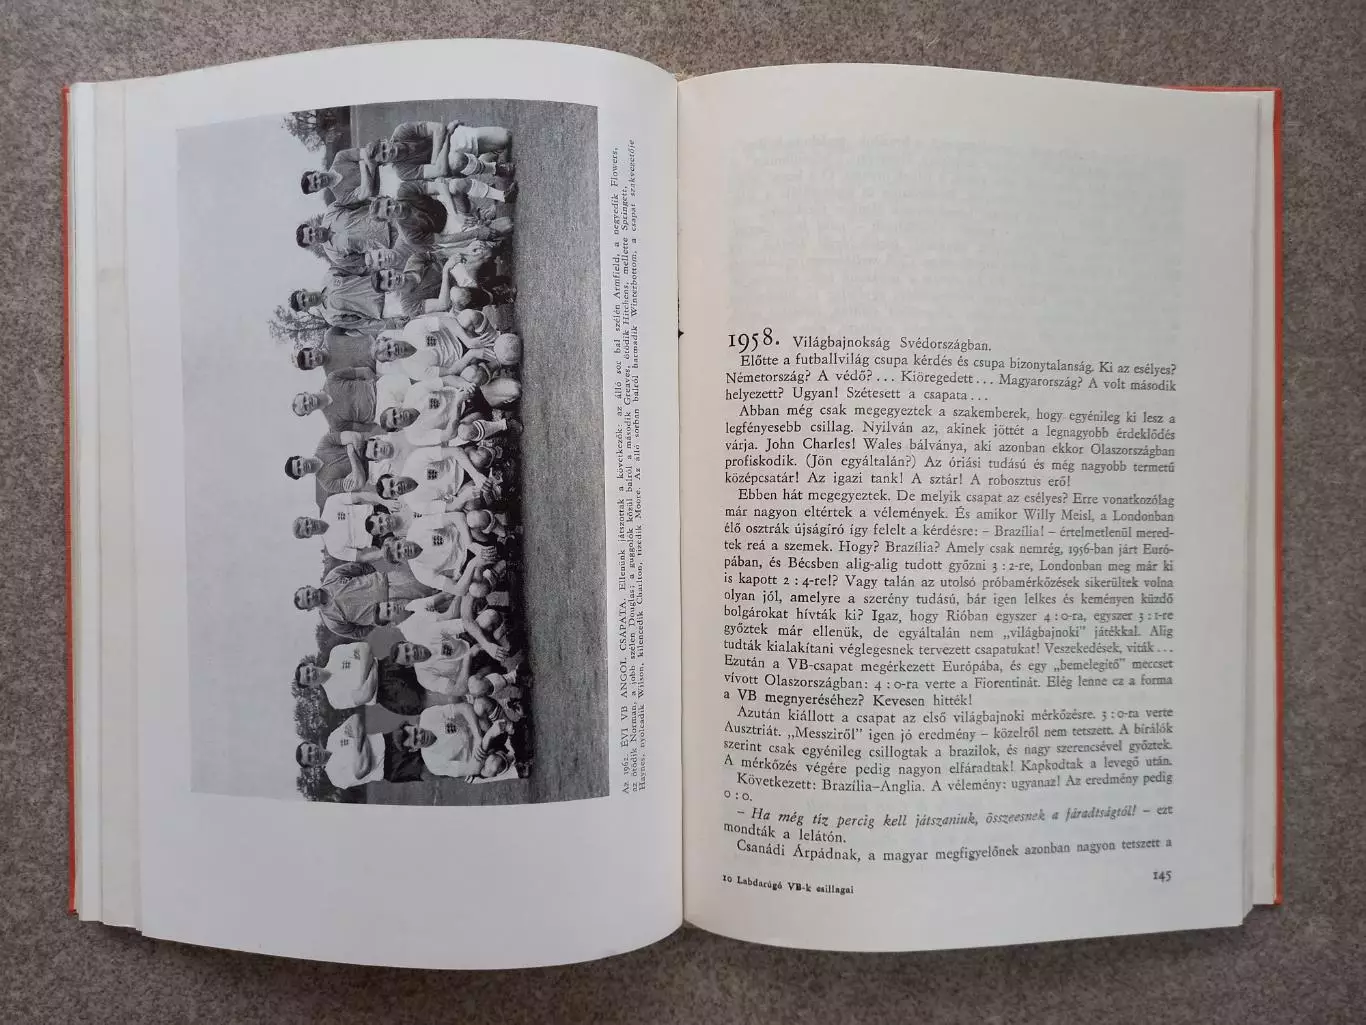 Az 1962. ÉVI VB ANGOL CSAPATA. Ellenünk játszottak a következők: az álló sor bal szélén Armfield, a negyedik Flowers,
az ötödik Norman, a jobb szélen Douglas; a guggolók közül balról a második Greaves, ötödik Hitchens, mellette Springett,
Haynes, nyolcadik Wilson, kilencedik Charlton, tizedik Moore. Az álló sorban balról harmadik Winterbottom, a csapat szakvezetője
1958. Világbajnokság Svédországban.
Előtte a futballvilág csupa kérdés és csupa bizonytalanság. Ki az esélyes?
Németország? A védő?... Kiöregedett... Magyarország? A volt második
helyezett? Ugyan! Szétesett a csapata...
Abban még csak megegyeztek a szakemberek, hogy egyénileg ki lesz a
legfényesebb csillag. Nyilván az, akinek jöttét a legnagyobb érdeklődés
várja. John Charles! Wales bálványa, aki azonban ekkor Olaszországban
profiskodik. (Jön egyáltalán?) Az óriási tudású és még nagyobb termetű
középcsatár! Az igazi tank! A sztár! A robosztus erő!
Ebben hát megegyeztek. De melyik csapat az esélyes? Erre vonatkozólag
már nagyon eltértek a vélemények. És amikor Willy Meisl, a Londonban
élő osztrák újságíró így felelt a kérdésre: – Brazília! – értelmetlenül mered-
tek reá a szemek. Hogy? Brazília? Amely csak nemrég, 1956-ban járt Euró-
pában, és Bécsben alig-alig tudott győzni 3 : 2-re, Londonban meg már ki
is kapott 2 : 4-re!? Vagy talán az utolsó próbamérkőzések sikerültek volna
olyan jól, amelyre a szerény tudású, bár igen lelkes és keményen küzdő
bolgárokat hívták ki? Igaz, hogy Rióban egyszer 4 : 0-ra, egyszer 3 : 1-re
győztek már ellenük, de egyáltalán nem „világbajnoki” játékkal. Alig
tudták kialakítani véglegesnek tervezett csapatukat! Veszekedések, viták...
Ezután a VB-csapat megérkezett Európába, és egy „bemelegítő” meccset
vívott Olaszországban: 4 : 0-ra verte a Fiorentinát. Elég lenne ez a forma
a VB megnyeréséhez? Kevesen hitték!
Azután kiállott a csapat az első világbajnoki mérkőzésre. 3 : 0-ra verte
Ausztriát. „Messziről” igen jó eredmény – közelről nem tetszett. A bírálók
szerint csak egyénileg csillogtak a brazilok, és nagy szerencsével győztek.
A mérkőzés végére pedig nagyon elfáradtak! Kapkodtak a levegő után.
Következett: Brazília–Anglia. A vélemény: ugyanaz! Az eredmény pedig
0 : 0.
– Ha még tíz percig kell játszaniuk, összeesnek a fáradtságtól! – ezt
mondták a lelátón.
Csanádi Árpádnak, a magyar megfigyelőnek azonban nagyon tetszett a
10 Labdarúgó VB-k csillagai
145